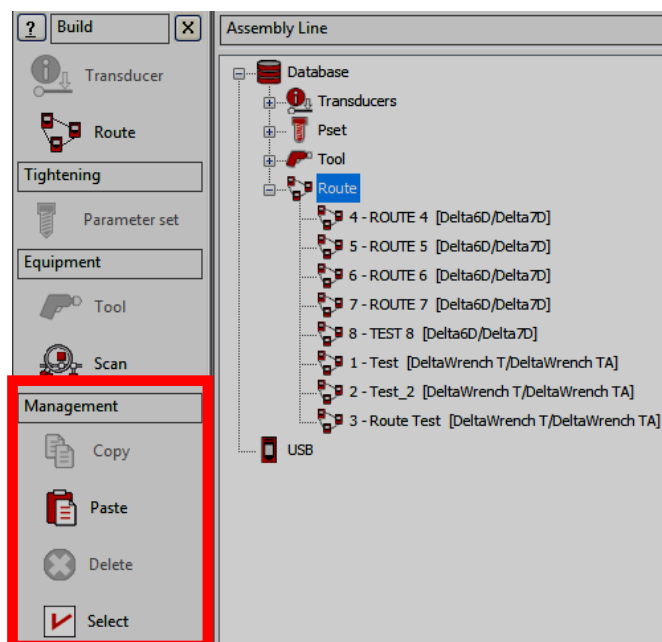 ? Build X
Transducer
Route
Tightening
Parameter set
Equipment
Tool
Scan
Management
Copy
Paste
Delete
Select
Assembly Line
Database
Transducers
Pset
Tool
Route
4 - ROUTE 4 [Delta6D/Delta7D]
5 - ROUTE 5 [Delta6D/Delta7D]
6 - ROUTE 6 [Delta6D/Delta7D]
7 - ROUTE 7 [Delta6D/Delta7D]
8 - TEST 8 [Delta6D/Delta7D]
1 - Test [DeltaWrench T/DeltaWrench TA]
2 - Test_2 [DeltaWrench T/DeltaWrench TA]
3 - Route Test [DeltaWrench T/DeltaWrench TA]
USB